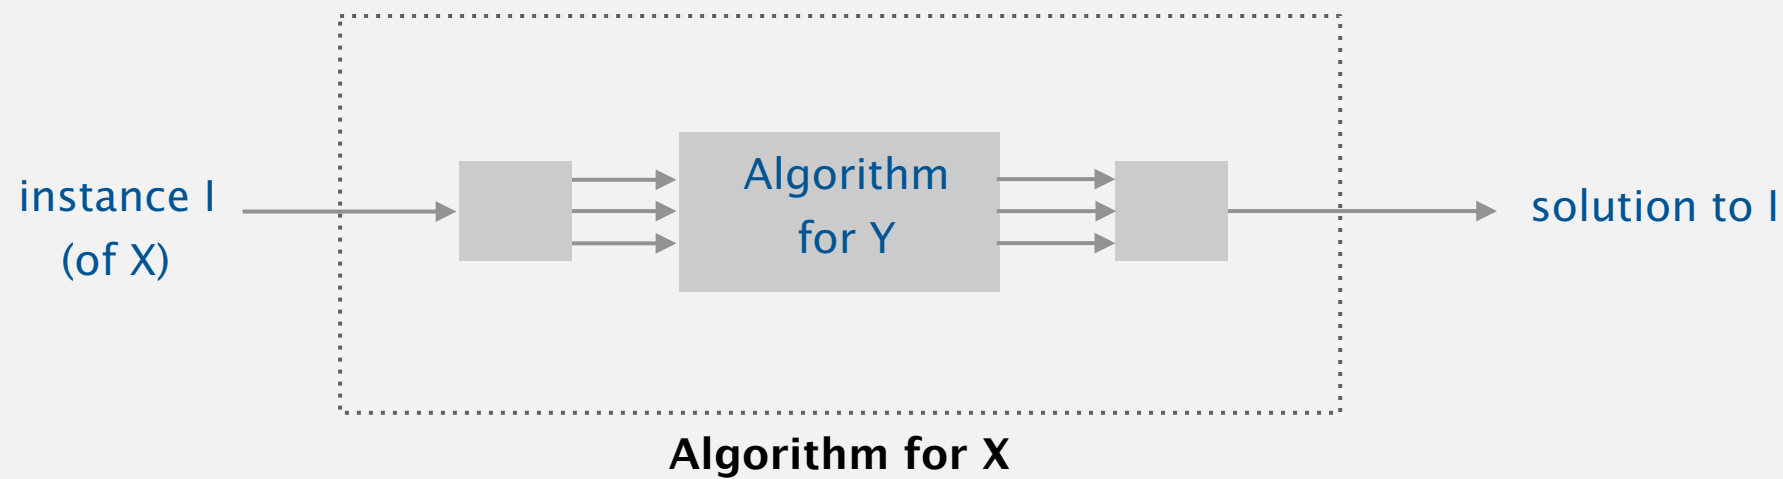 instance I
(of X)
Algorithm
for Y
solution to I
Algorithm for X